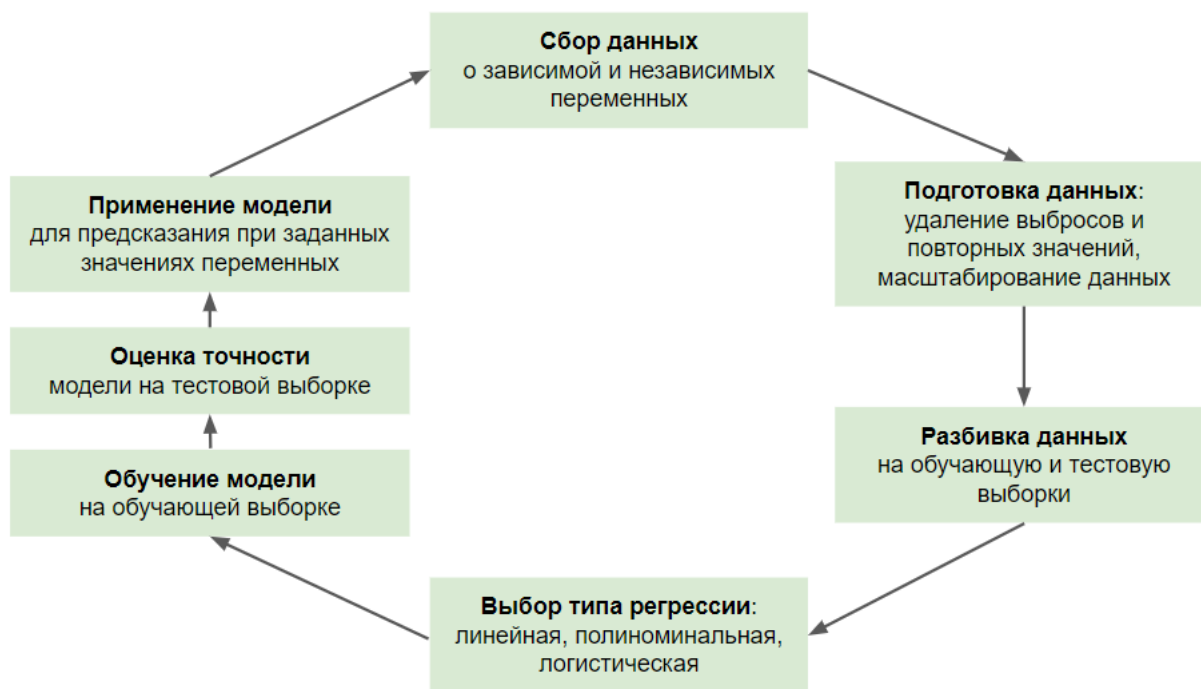 Сбор данных
о зависимой и независимых
переменных
Подготовка данных:
удаление выбросов и
повторных значений,
масштабирование данных
Разбивка данных
на обучающую и тестовую
выборки
Выбор типа регрессии:
линейная, полиноминальная,
логистическая
Обучение модели
на обучающей выборке
Оценка точности
модели на тестовой выборке
Применение модели
для предсказания при заданных
значениях переменных